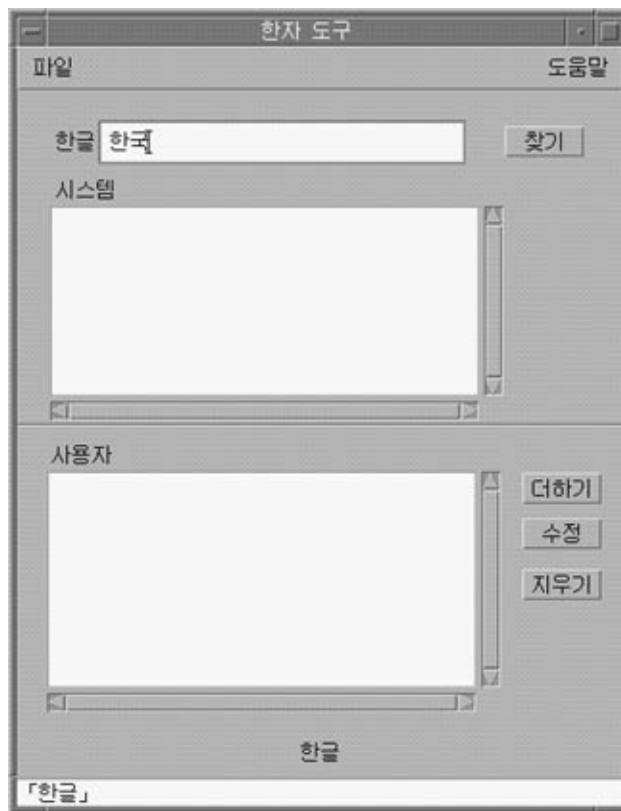 한자 도구
파일 도움말
한글 한국 찾기
시스템
사용자
더하기
수정
지우기
한글
「한글」